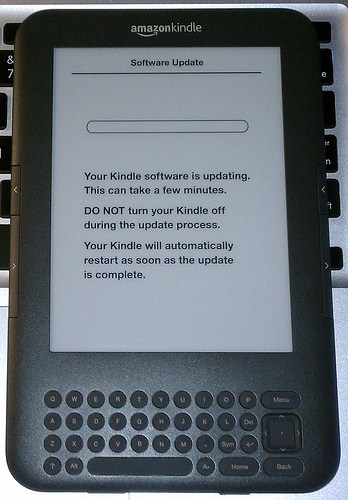 amazonkindle
Software Update
Your Kindle software is updating.
This can take a few minutes.
DO NOT turn your Kindle off
during the update process.
Your Kindle will automatically
restart as soon as the update
is complete.
Q W E R T Y U I O P Menu
A S D F G H J K L Del
Z X C V B N M . Sym
Alt Aa Home Back
&
7